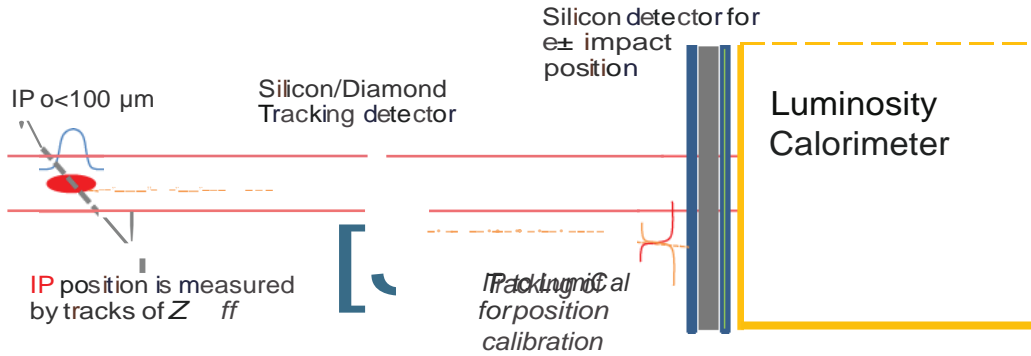 Silicon detector for
e± impact
position
Silicon/Diamond
Tracking detector
IP o<100 µm
Luminosity
Calorimeter
IP position is measured
by tracks of Z ff
for position
calibration